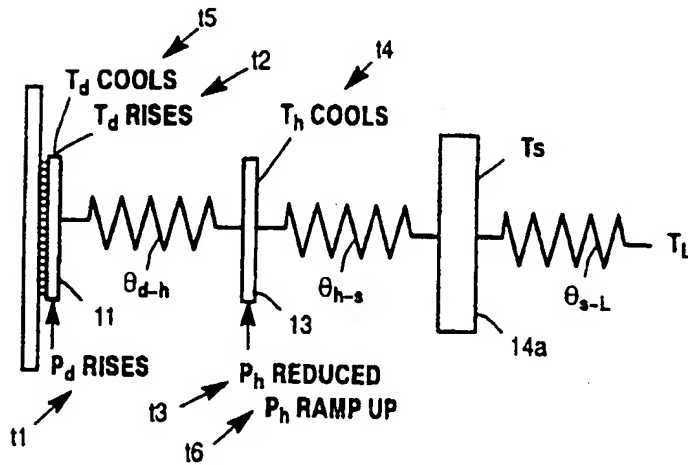 t5
t2
t4
T_d COOLS
T_d RISES
T_h COOLS
Ts
θ_d–h
θ_h–s
θ_s–L
T_L
11
13
14a
P_d RISES
P_h REDUCED
P_h RAMP UP
t1
t3
t6